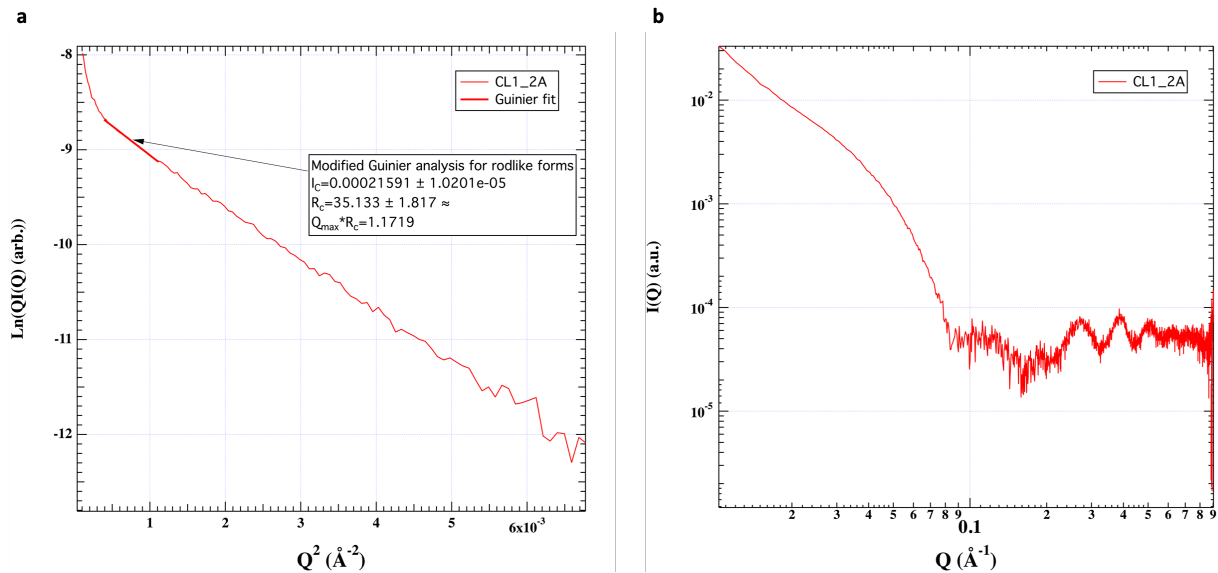 a
Ln(QI(Q) (arb.))
-8
-9
-10
-11
-12
CL1_2A
Guinier fit
Modified Guinier analysis for rodlike forms
I_C=0.00021591 ± 1.0201e-05
R_c=35.133 ± 1.817 ≈
Q_max*R_c=1.1719
1 2 3 4 5 6x10⁻³
Q² (Å⁻²)
b
I(Q) (a.u.)
10⁻²
10⁻³
10⁻⁴
10⁻⁵
CL1_2A
2 3 4 5 6 7 8 9 2 3 4 5 6 7 8 9
0.1
Q (Å⁻¹)